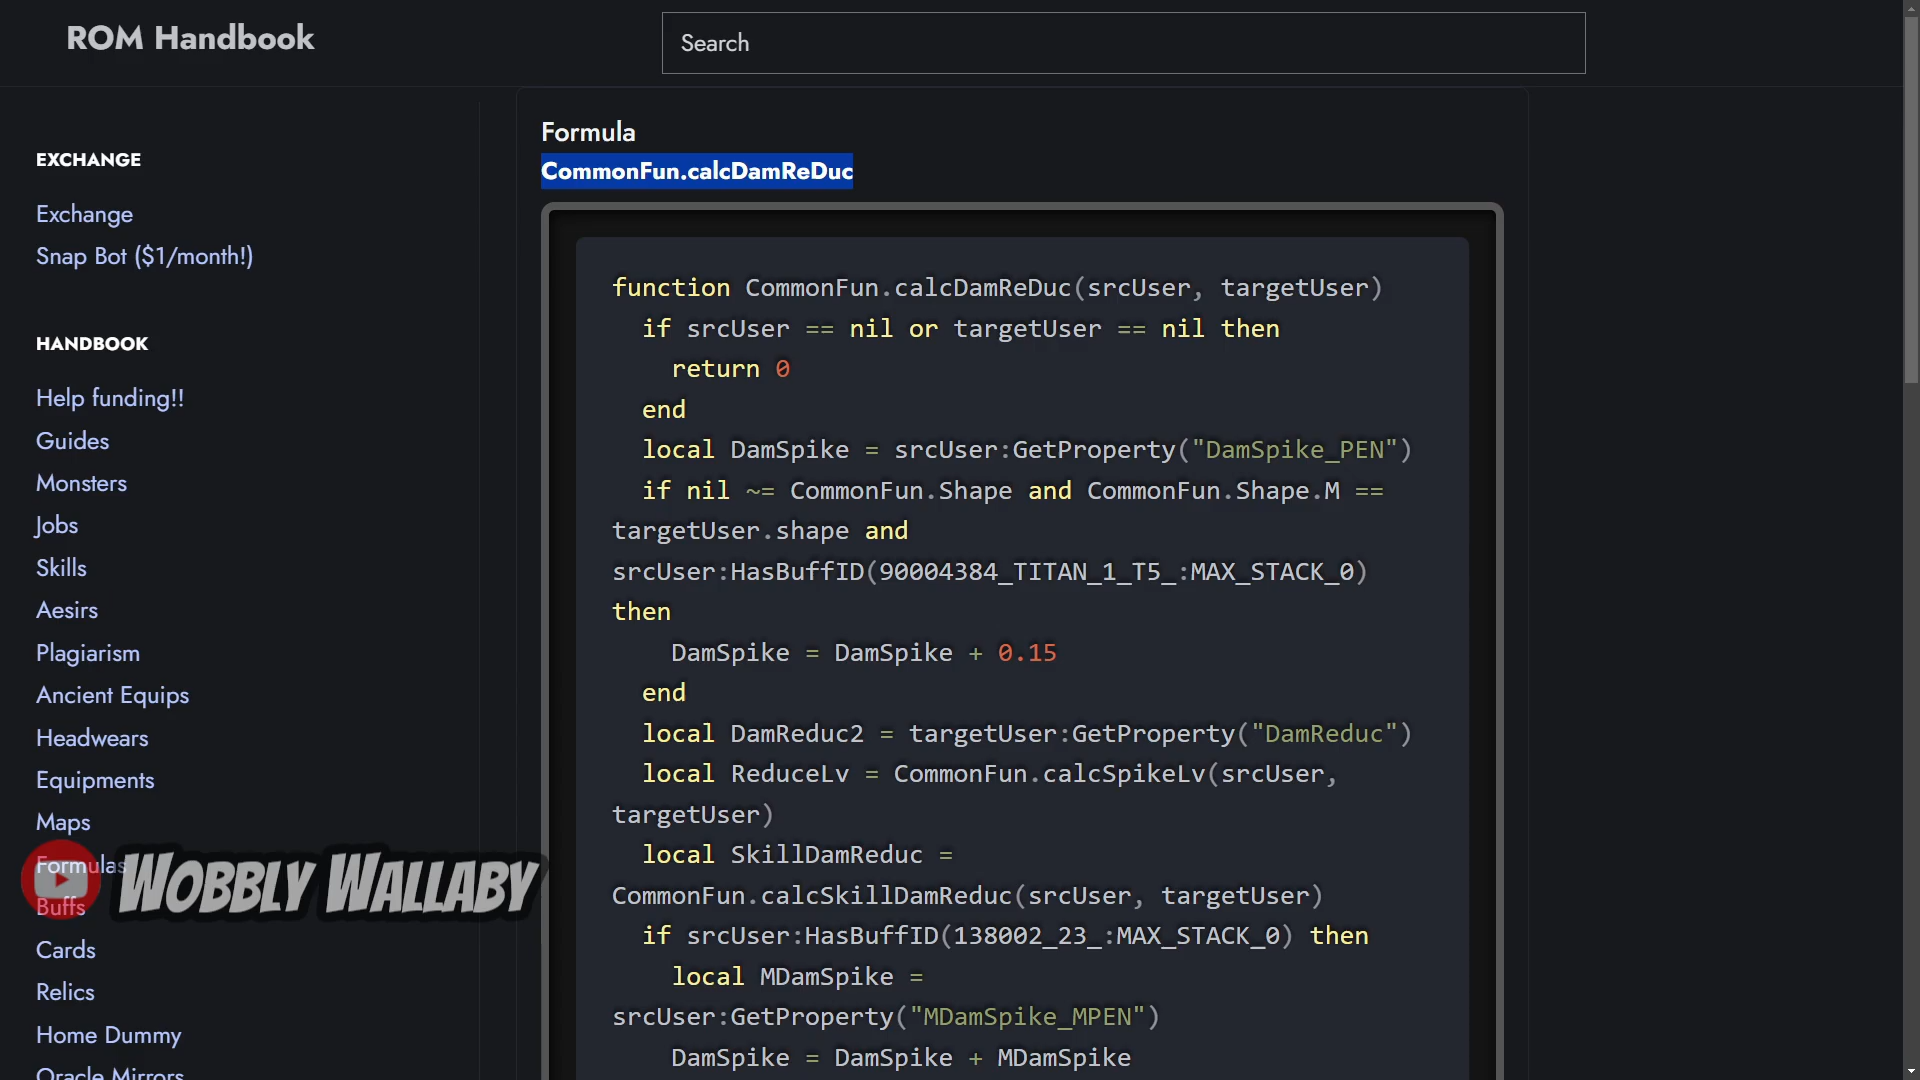 ROM Handbook
Search
EXCHANGE
Exchange
Snap Bot ($1/month!)
HANDBOOK
Help funding!!
Guides
Monsters
Jobs
Skills
Aesirs
Plagiarism
Ancient Equips
Headwears
Equipments
Maps
Formulas
Buffs
Cards
Relics
Home Dummy
Oracle Mirrors
WOBBLY WALLABY
Formula
CommonFun.calcDamReDuc
function CommonFun.calcDamReDuc(srcUser, targetUser)
if srcUser == nil or targetUser == nil then
return 0
end
local DamSpike = srcUser:GetProperty("DamSpike_PEN")
if nil ~= CommonFun.Shape and CommonFun.Shape.M ==
targetUser.shape and
srcUser:HasBuffID(90004384_TITAN_1_T5_:MAX_STACK_0)
then
DamSpike = DamSpike + 0.15
end
local DamReduc2 = targetUser:GetProperty("DamReduc")
local ReduceLv = CommonFun.calcSpikeLv(srcUser,
targetUser)
local SkillDamReduc =
CommonFun.calcSkillDamReduc(srcUser, targetUser)
if srcUser:HasBuffID(138002_23_:MAX_STACK_0) then
local MDamSpike =
srcUser:GetProperty("MDamSpike_MPEN")
DamSpike = DamSpike + MDamSpike